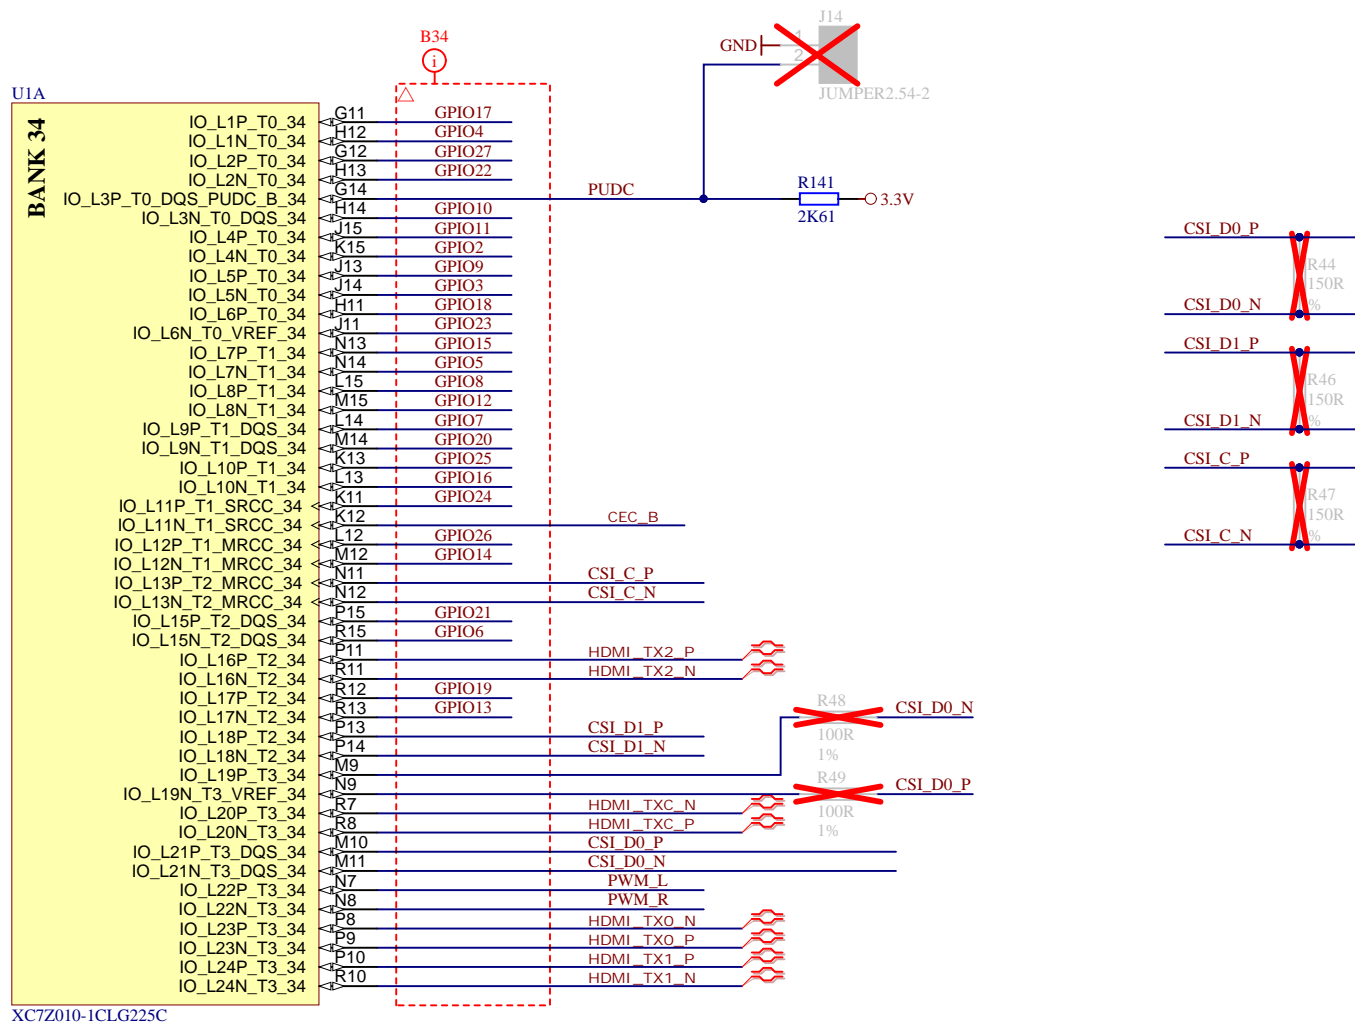 J14
B34
i
GND
1
2
JUMPER2.54-2
U1A
BANK 34
IO_L1P_T0_34 G11 GPIO17
IO_L1N_T0_34 H12 GPIO4
IO_L2P_T0_34 G12 GPIO27
IO_L2N_T0_34 H13 GPIO22
IO_L3P_T0_DQS_PUDC_B_34 G14 PUDC
R141
2K61
3.3V
IO_L3N_T0_DQS_34 H14 GPIO10
IO_L4P_T0_34 J15 GPIO11
IO_L4N_T0_34 K15 GPIO2
IO_L5P_T0_34 J13 GPIO9
IO_L5N_T0_34 J14 GPIO3
IO_L6P_T0_34 H11 GPIO18
IO_L6N_T0_VREF_34 J11 GPIO23
IO_L7P_T1_34 N13 GPIO15
IO_L7N_T1_34 N14 GPIO5
IO_L8P_T1_34 L15 GPIO8
IO_L8N_T1_34 M15 GPIO12
IO_L9P_T1_DQS_34 L14 GPIO7
IO_L9N_T1_DQS_34 M14 GPIO20
IO_L10P_T1_34 K13 GPIO25
IO_L10N_T1_34 L13 GPIO16
IO_L11P_T1_SRCC_34 K11 GPIO24
IO_L11N_T1_SRCC_34 K12 CEC_B
IO_L12P_T1_MRCC_34 L12 GPIO26
IO_L12N_T1_MRCC_34 M12 GPIO14
IO_L13P_T2_MRCC_34 N11 CSI_C_P
IO_L13N_T2_MRCC_34 N12 CSI_C_N
IO_L15P_T2_DQS_34 P15 GPIO21
IO_L15N_T2_DQS_34 R15 GPIO6
IO_L16P_T2_34 P11 HDMI_TX2_P
IO_L16N_T2_34 R11 HDMI_TX2_N
IO_L17P_T2_34 R12 GPIO19
IO_L17N_T2_34 R13 GPIO13
IO_L18P_T2_34 P13 CSI_D1_P
IO_L18N_T2_34 P14 CSI_D1_N
IO_L19P_T3_34 M9
IO_L19N_T3_VREF_34 N9
IO_L20P_T3_34 R7 HDMI_TXC_N
IO_L20N_T3_34 R8 HDMI_TXC_P
IO_L21P_T3_DQS_34 M10 CSI_D0_P
IO_L21N_T3_DQS_34 M11 CSI_D0_N
IO_L22P_T3_34 N7 PWM_L
IO_L22N_T3_34 N8 PWM_R
IO_L23P_T3_34 P8 HDMI_TX0_N
IO_L23N_T3_34 P9 HDMI_TX0_P
IO_L24P_T3_34 P10 HDMI_TX1_P
IO_L24N_T3_34 R10 HDMI_TX1_N
XC7Z010-1CLG225C
R48 CSI_D0_N
100R
1%
R49 CSI_D0_P
100R
1%
CSI_D0_P
R44
150R
%
CSI_D0_N
CSI_D1_P
R46
150R
%
CSI_D1_N
CSI_C_P
R47
150R
%
CSI_C_N